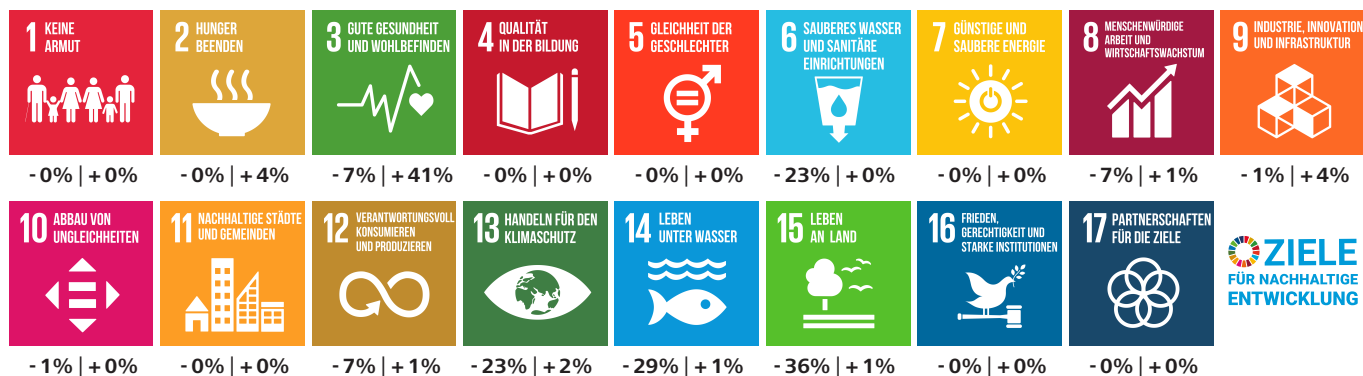 1 KEINE
ARMUT
2 HUNGER
BEENDEN
3 GUTE GESUNDHEIT
UND WOHLBEFINDEN
4 QUALITÄT
IN DER BILDUNG
5 GLEICHHEIT DER
GESCHLECHTER
6 SAUBERES WASSER
UND SANITÄRE
EINRICHTUNGEN
7 GÜNSTIGE UND
SAUBERE ENERGIE
8 MENSCHENWÜRDIGE
ARBEIT UND
WIRTSCHAFTSWACHSTUM
9 INDUSTRIE, INNOVATION
UND INFRASTRUKTUR
-0% | +0%
-0% | +4%
-7% | +41%
-0% | +0%
-0% | +0%
-23% | +0%
-0% | +0%
-7% | +1%
-1% | +4%
10 ABBAU VON
UNGLEICHHEITEN
11 NACHHALTIGE STÄDTE
UND GEMEINDEN
12 VERANTWORTUNGSVOLL
KONSUMIEREN
UND PRODUZIEREN
13 HANDELN FÜR DEN
KLIMASCHUTZ
14 LEBEN
UNTER WASSER
15 LEBEN
AN LAND
16 FRIEDEN,
GERECHTIGKEIT UND
STARKE INSTITUTIONEN
17 PARTNERSCHAFTEN
FÜR DIE ZIELE
ZIELE
FÜR NACHHALTIGE
ENTWICKLUNG
-1% | +0%
-0% | +0%
-7% | +1%
-23% | +2%
-29% | +1%
-36% | +1%
-0% | +0%
-0% | +0%